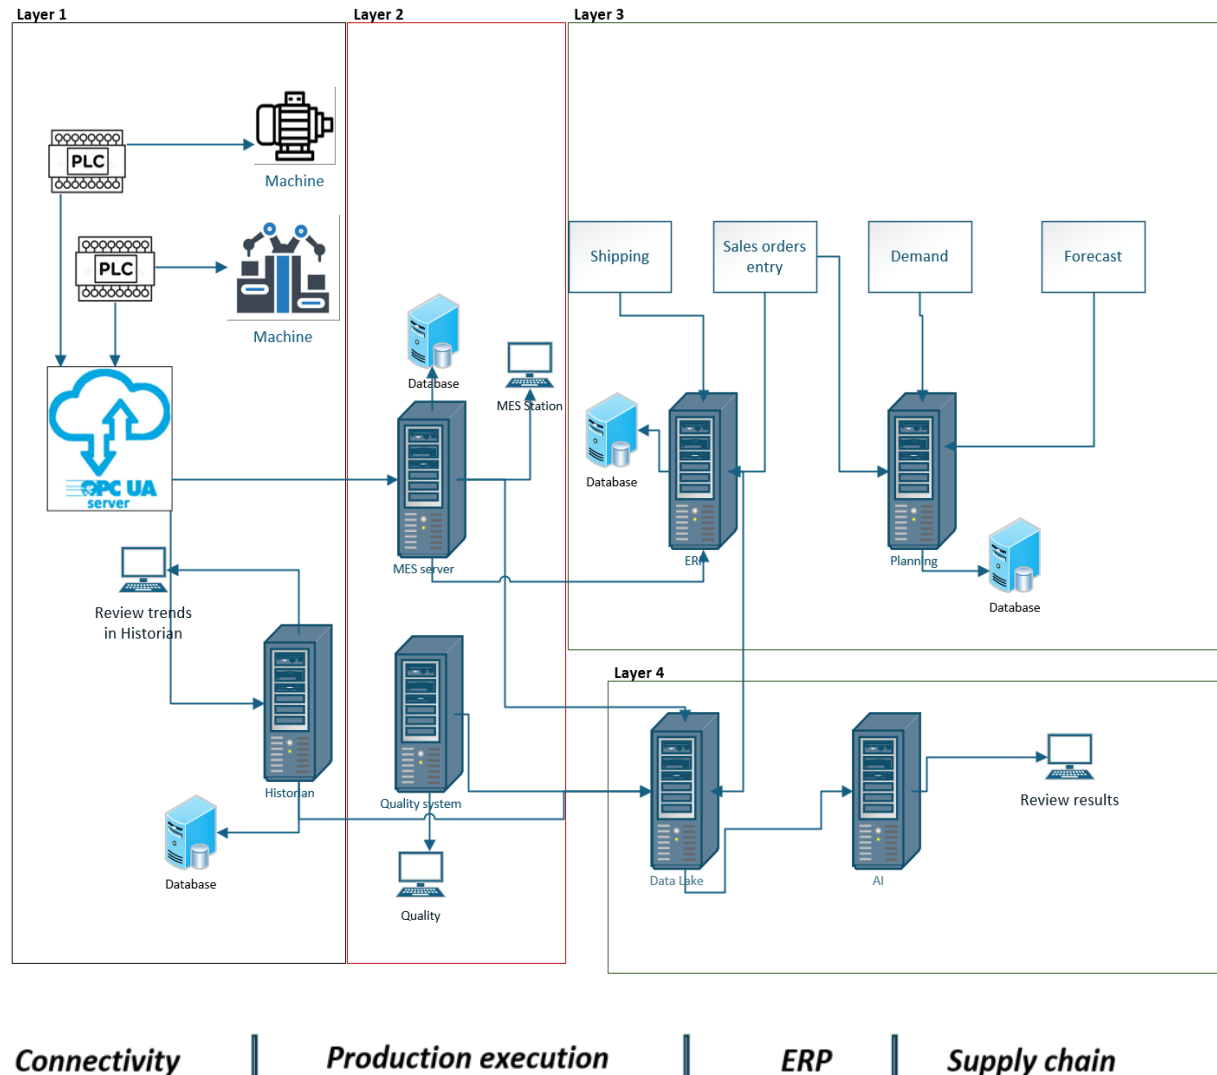 Layer 1
Layer 2
Layer 3
PLC
Machine
PLC
Machine
Shipping
Sales orders
entry
Demand
Forecast
Database
MES Station
OPC UA
server
Database
MES server
ERP
Planning
Database
Review trends
in Historian
Layer 4
Historian
Quality system
Review results
Database
Data Lake
AI
Quality
Connectivity
Production execution
ERP
Supply chain